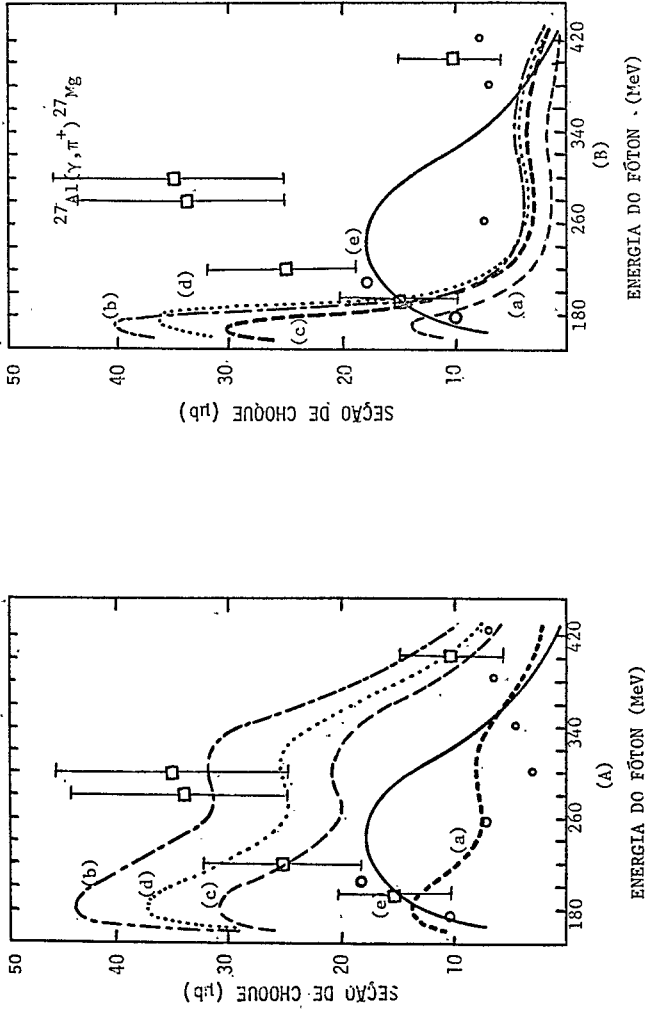 50
40
30
20
10
SEÇÃO DE CHOQUE (µb)
(b)
(d)
(c)
(a)
(e)
180
260
340
420
(A)
ENERGIA DO FÓTON (MeV)
50
40
30
20
10
SEÇÃO DE CHOQUE (µb)
27Al(γ,π+) 27Mg
(b)
(d)
(c)
(e)
(a)
180
260
340
420
(B)
ENERGIA DO FÓTON (MeV)